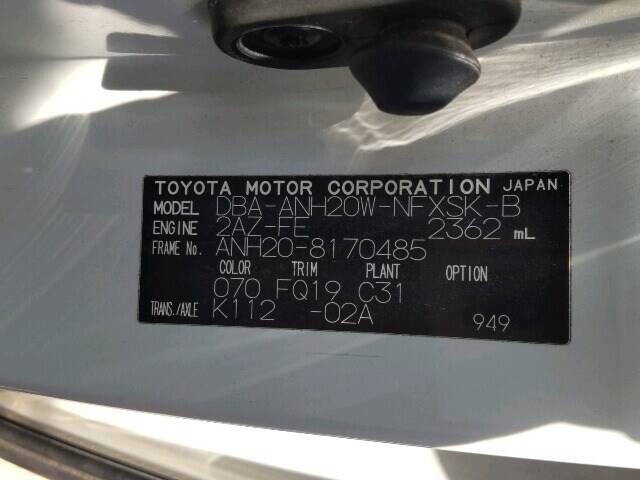 TOYOTA MOTOR CORPORATION JAPAN
MODEL DBA-ANH20W-NFXSK-B
ENGINE 2AZ-FE 2362 mL
FRAME No. ANH20-8170485
COLOR TRIM PLANT OPTION
070 FQ19 C31
TRANS./AXLE K112 -02A
949